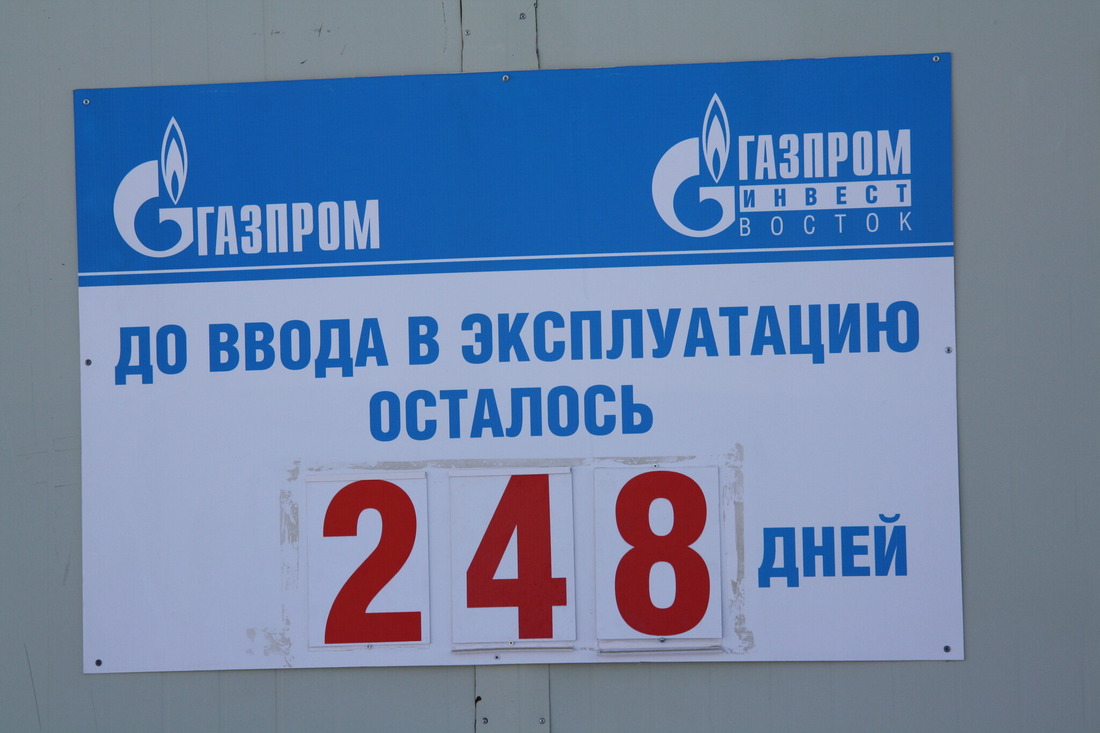 ГАЗПРОМ
ГАЗПРОМ
ИНВЕСТ
ВОСТОК
ДО ВВОДА В ЭКСПЛУАТАЦИЮ
ОСТАЛОСЬ
248 ДНЕЙ